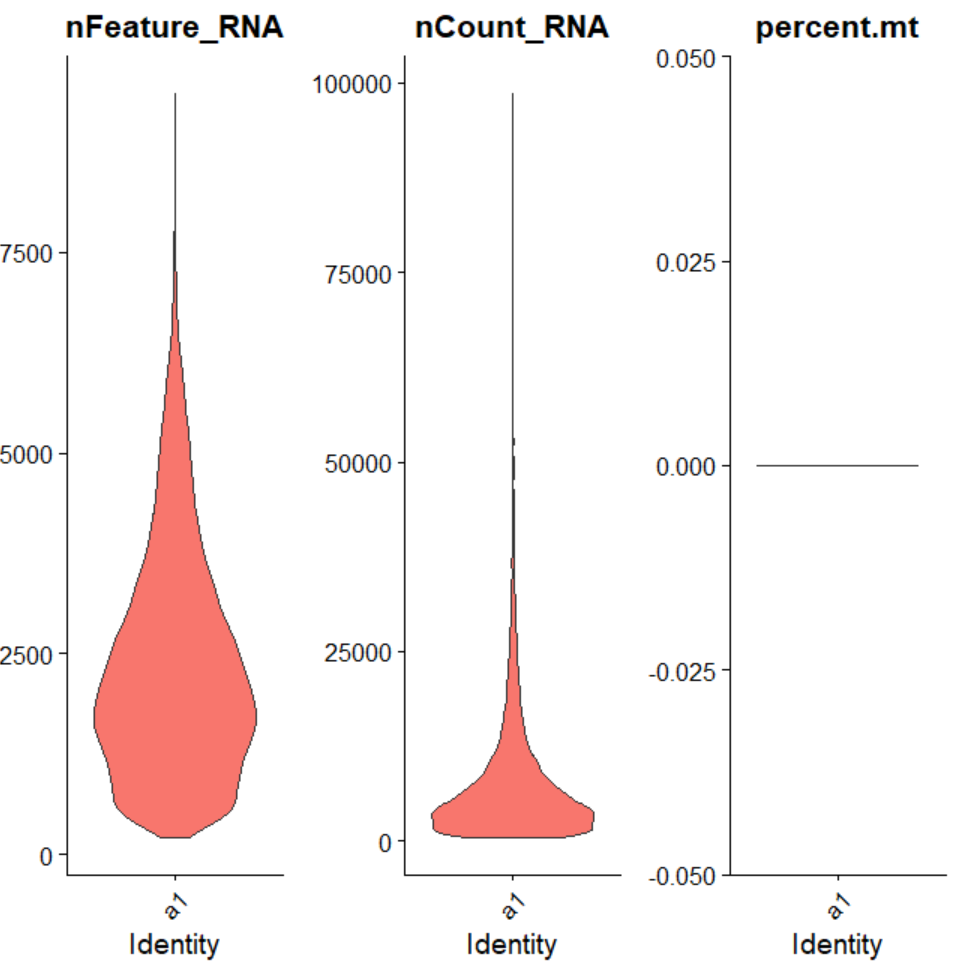 nFeature_RNA
7500
5000
2500
0
a1
Identity
nCount_RNA
100000
75000
50000
25000
0
a1
Identity
percent.mt
0.050
0.025
0.000
-0.025
-0.050
a1
Identity